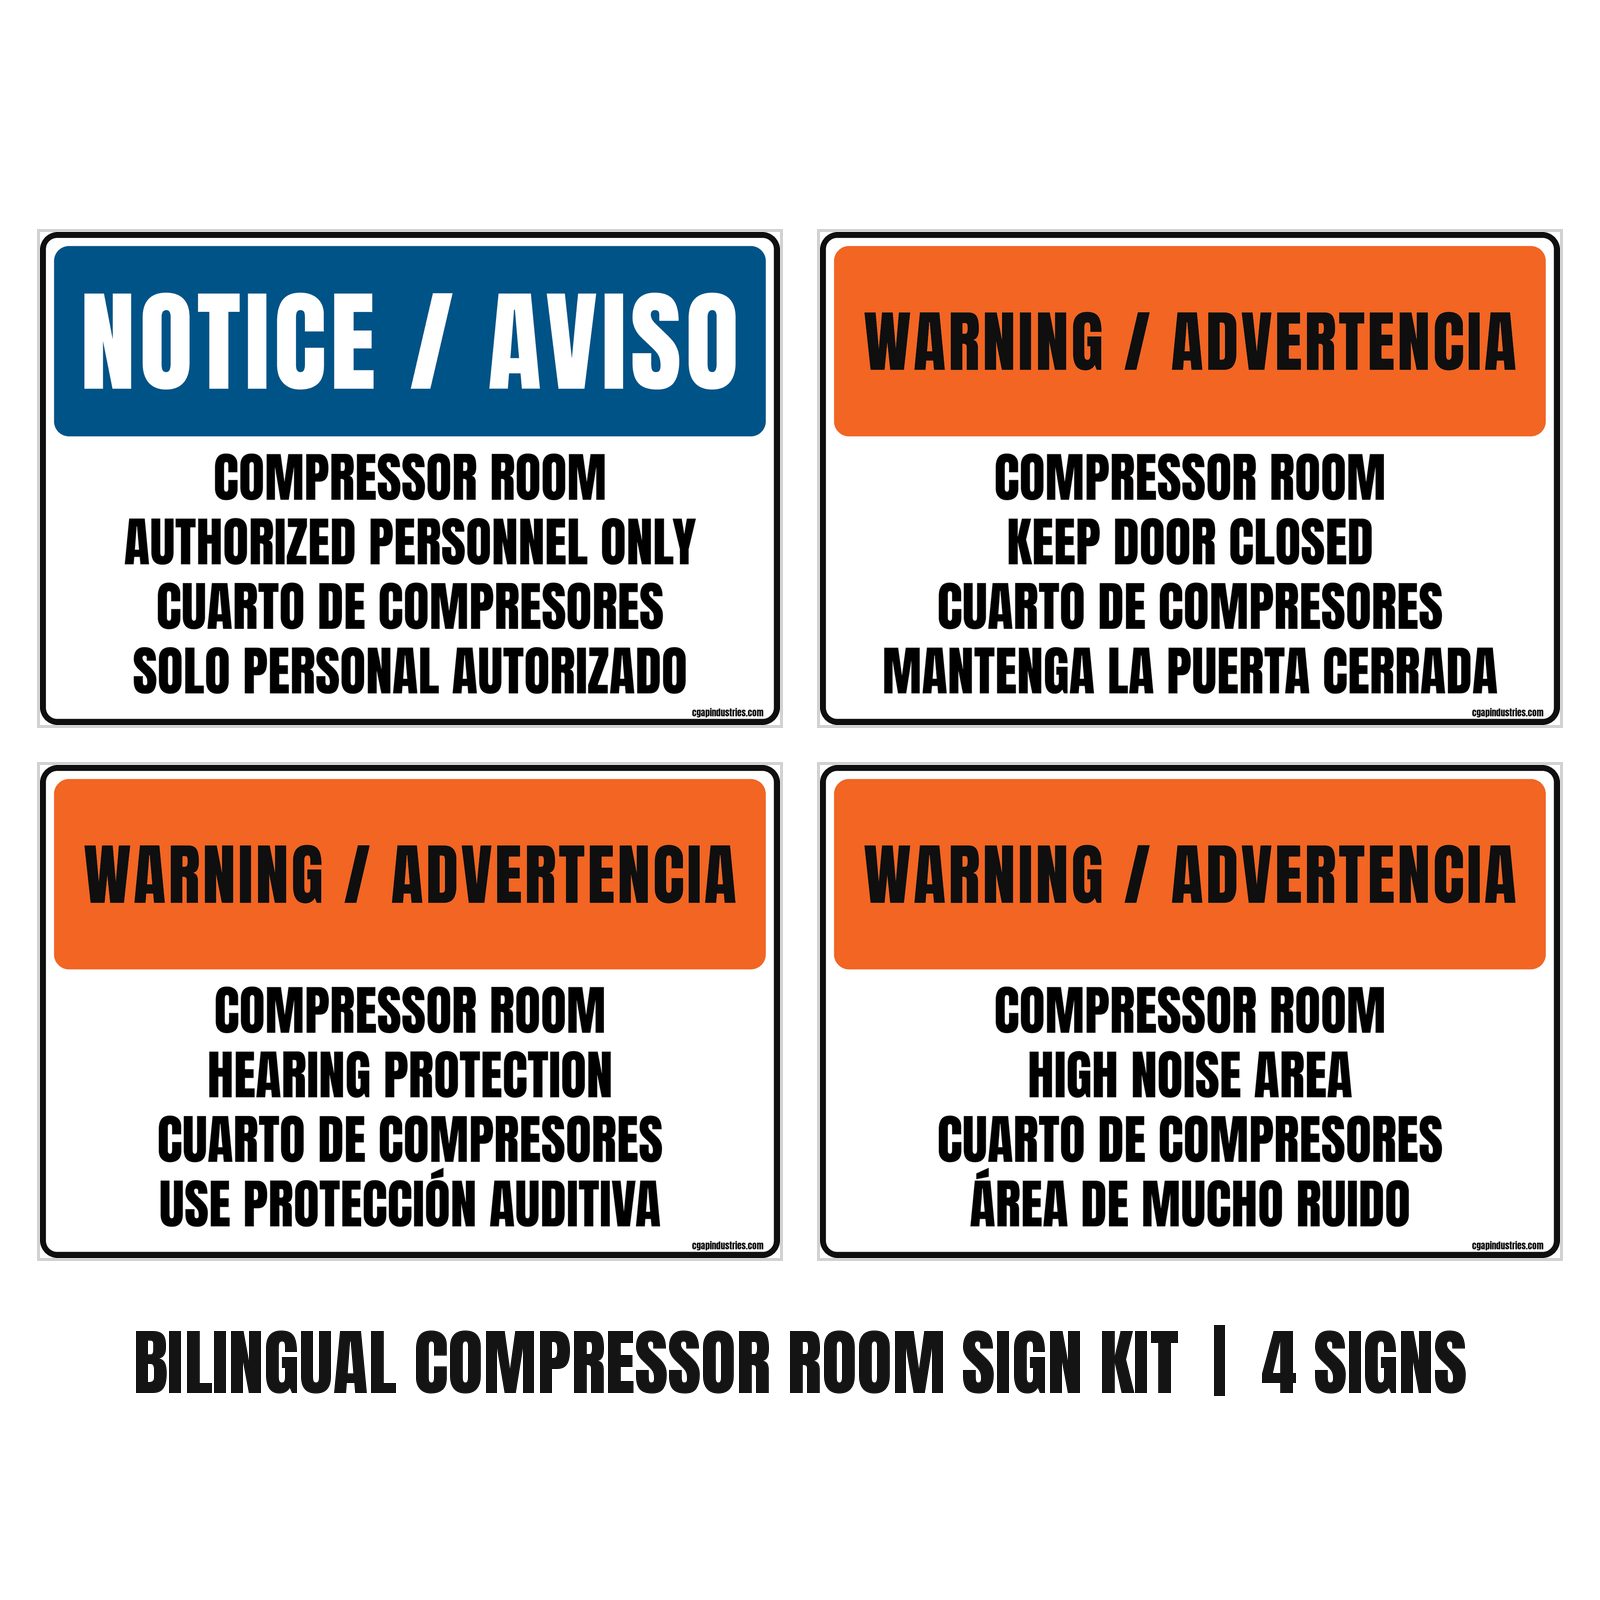 NOTICE / AVISO
COMPRESSOR ROOM
AUTHORIZED PERSONNEL ONLY
CUARTO DE COMPRESORES
SOLO PERSONAL AUTORIZADO
cgapindustries.com
WARNING / ADVERTENCIA
COMPRESSOR ROOM
KEEP DOOR CLOSED
CUARTO DE COMPRESORES
MANTENGA LA PUERTA CERRADA
cgapindustries.com
WARNING / ADVERTENCIA
COMPRESSOR ROOM
HEARING PROTECTION
CUARTO DE COMPRESORES
USE PROTECCIÓN AUDITIVA
cgapindustries.com
WARNING / ADVERTENCIA
COMPRESSOR ROOM
HIGH NOISE AREA
CUARTO DE COMPRESORES
ÁREA DE MUCHO RUIDO
cgapindustries.com
BILINGUAL COMPRESSOR ROOM SIGN KIT | 4 SIGNS